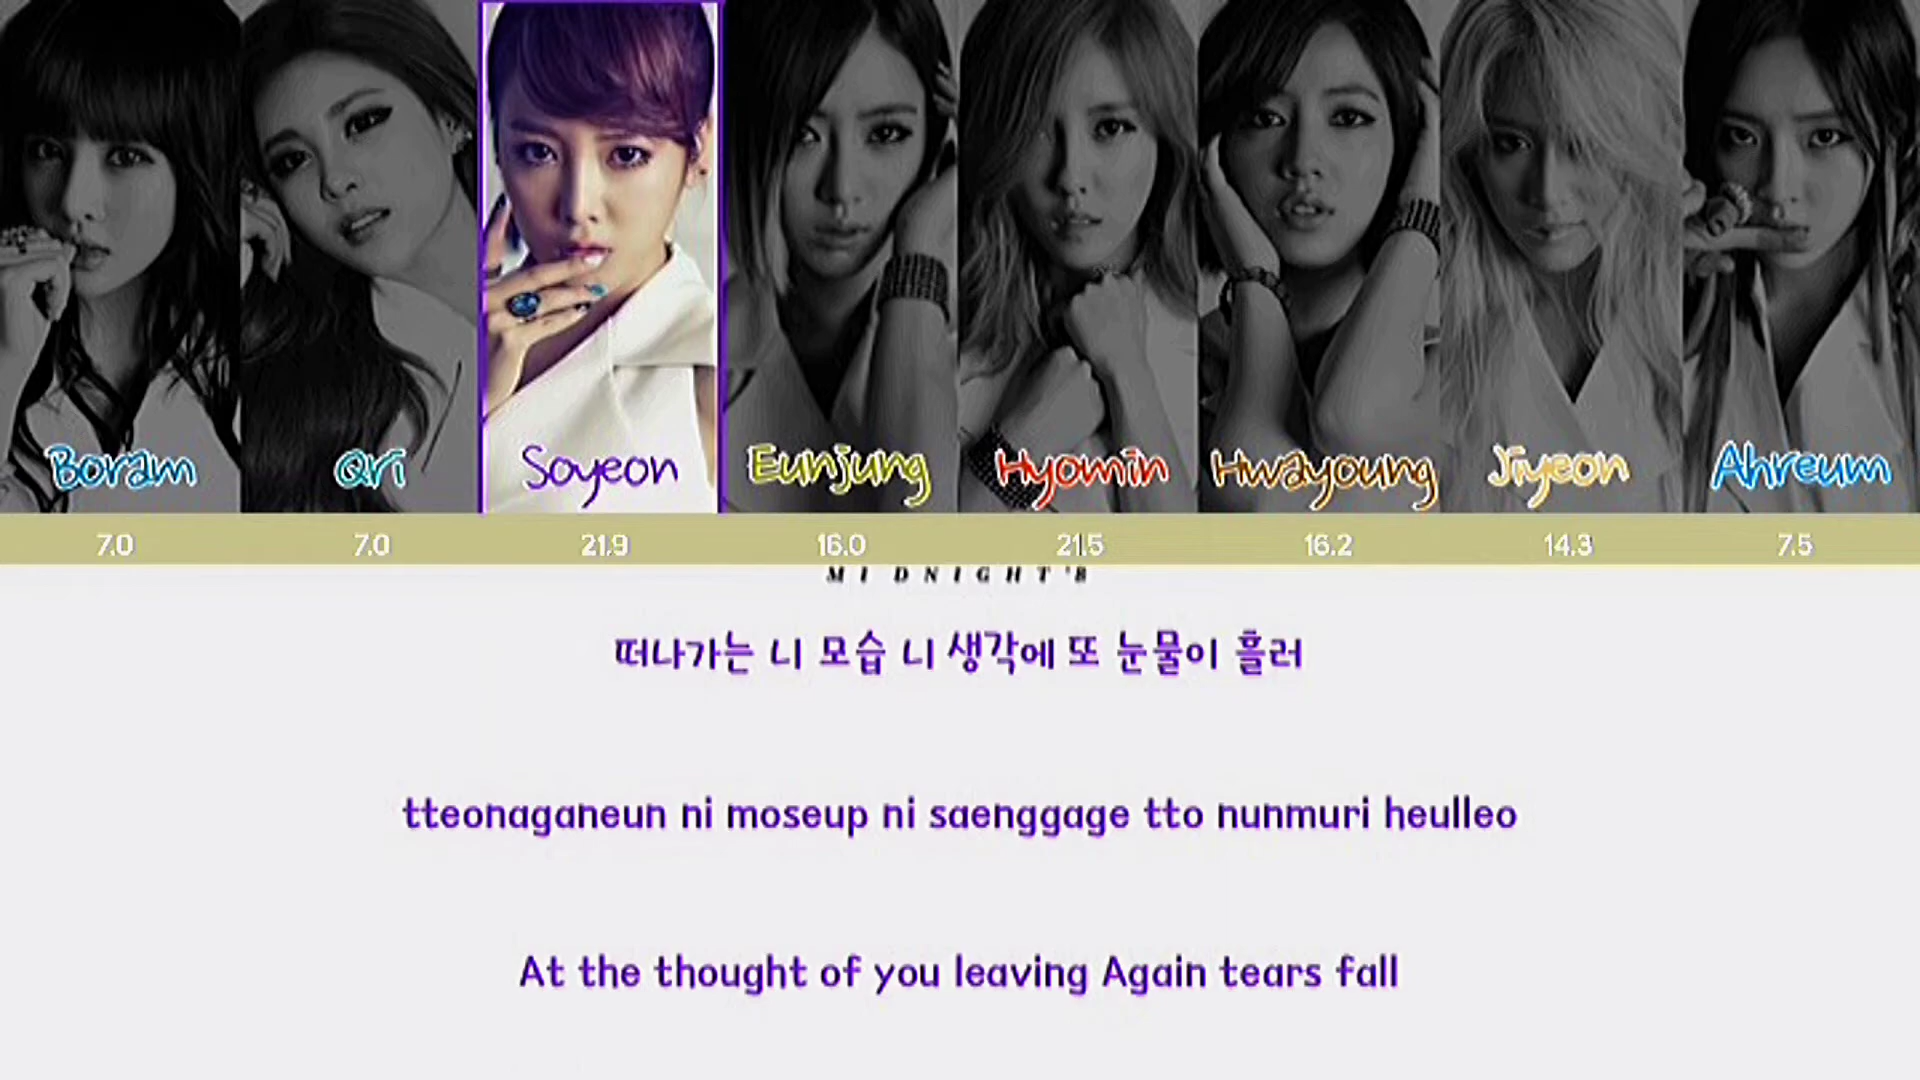 Boram Qri Soyeon Eunjung Hyomin Hwayoung Jiyeon Ahreum
7.0 7.0 21.9 16.0 21.5 16.2 14.3 7.5
MIDNIGHT'B
떠나가는 니 모습 니 생각에 또 눈물이 흘러
tteonaganeun ni moseup ni saenggage tto nunmuri heulleo
At the thought of you leaving Again tears fall